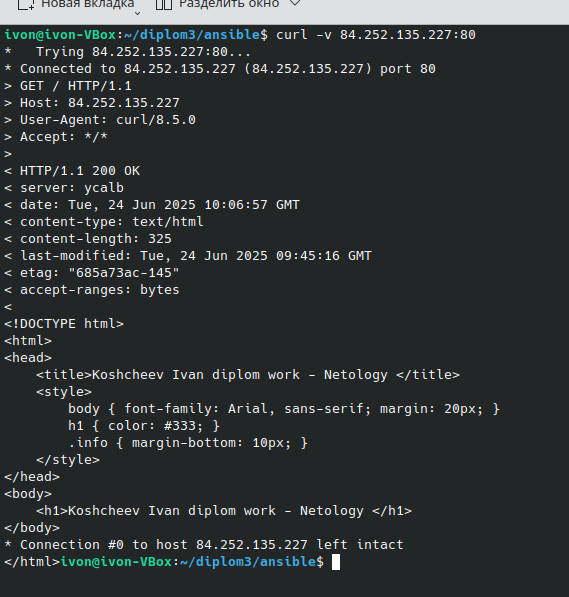 Новая вкладка Разделить окно
ivon@ivon-VBox:~/diplom3/ansible$ curl -v 84.252.135.227:80
*   Trying 84.252.135.227:80...
* Connected to 84.252.135.227 (84.252.135.227) port 80
> GET / HTTP/1.1
> Host: 84.252.135.227
> User-Agent: curl/8.5.0
> Accept: */*
>
< HTTP/1.1 200 OK
< server: ycalb
< date: Tue, 24 Jun 2025 10:06:57 GMT
< content-type: text/html
< content-length: 325
< last-modified: Tue, 24 Jun 2025 09:45:16 GMT
< etag: "685a73ac-145"
< accept-ranges: bytes
<
<!DOCTYPE html>
<html>
<head>
    <title>Koshcheev Ivan diplom work - Netology </title>
    <style>
        body { font-family: Arial, sans-serif; margin: 20px; }
        h1 { color: #333; }
        .info { margin-bottom: 10px; }
    </style>
</head>
<body>
    <h1>Koshcheev Ivan diplom work - Netology </h1>
</body>
* Connection #0 to host 84.252.135.227 left intact
</html>ivon@ivon-VBox:~/diplom3/ansible$